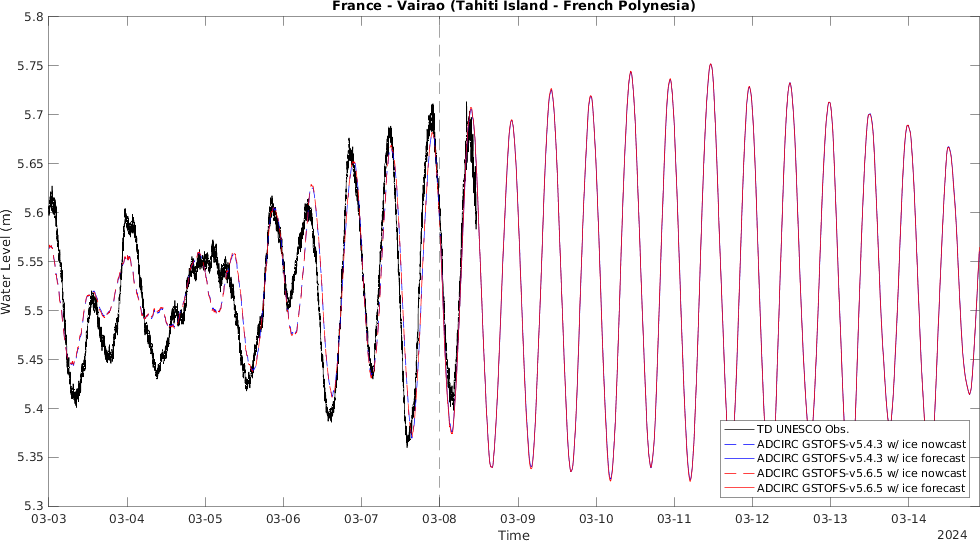 France - Vairao (Tahiti Island - French Polynesia)
Water Level (m)
5.8
5.75
5.7
5.65
5.6
5.55
5.5
5.45
5.4
5.35
5.3
TD UNESCO Obs.
ADCIRC GSTOFS-v5.4.3 w/ ice nowcast
ADCIRC GSTOFS-v5.4.3 w/ ice forecast
ADCIRC GSTOFS-v5.6.5 w/ ice nowcast
ADCIRC GSTOFS-v5.6.5 w/ ice forecast
03-03 03-04 03-05 03-06 03-07 03-08 03-09 03-10 03-11 03-12 03-13 03-14
Time
2024